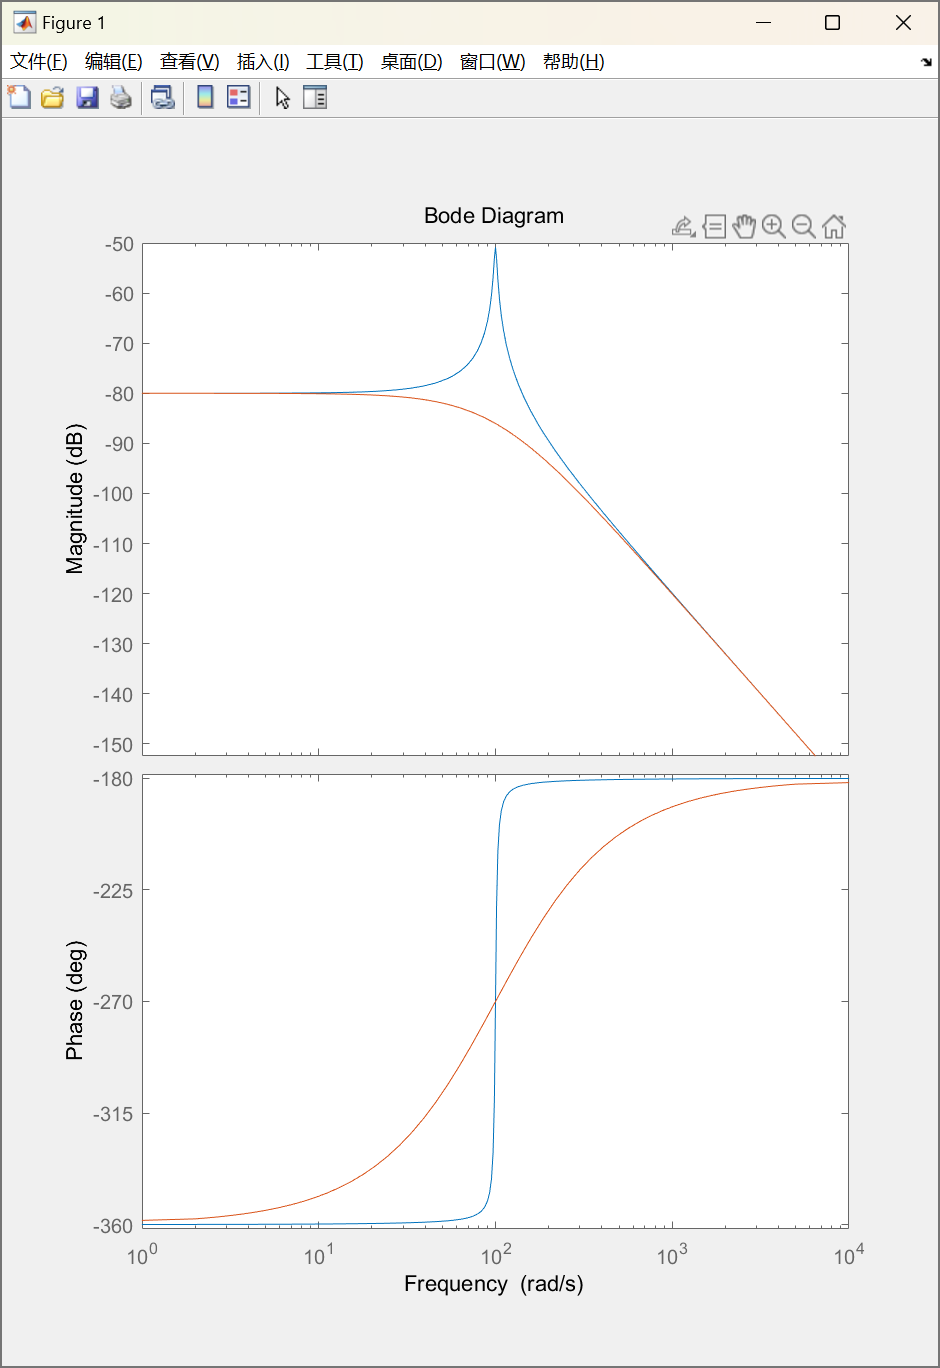 Figure 1
文件(F) 编辑(E) 查看(V) 插入(I) 工具(T) 桌面(D) 窗口(W) 帮助(H)
Bode Diagram
Magnitude (dB)
-50
-60
-70
-80
-90
-100
-110
-120
-130
-140
-150
Phase (deg)
-180
-225
-270
-315
-360
10⁰ 10¹ 10² 10³ 10⁴
Frequency (rad/s)